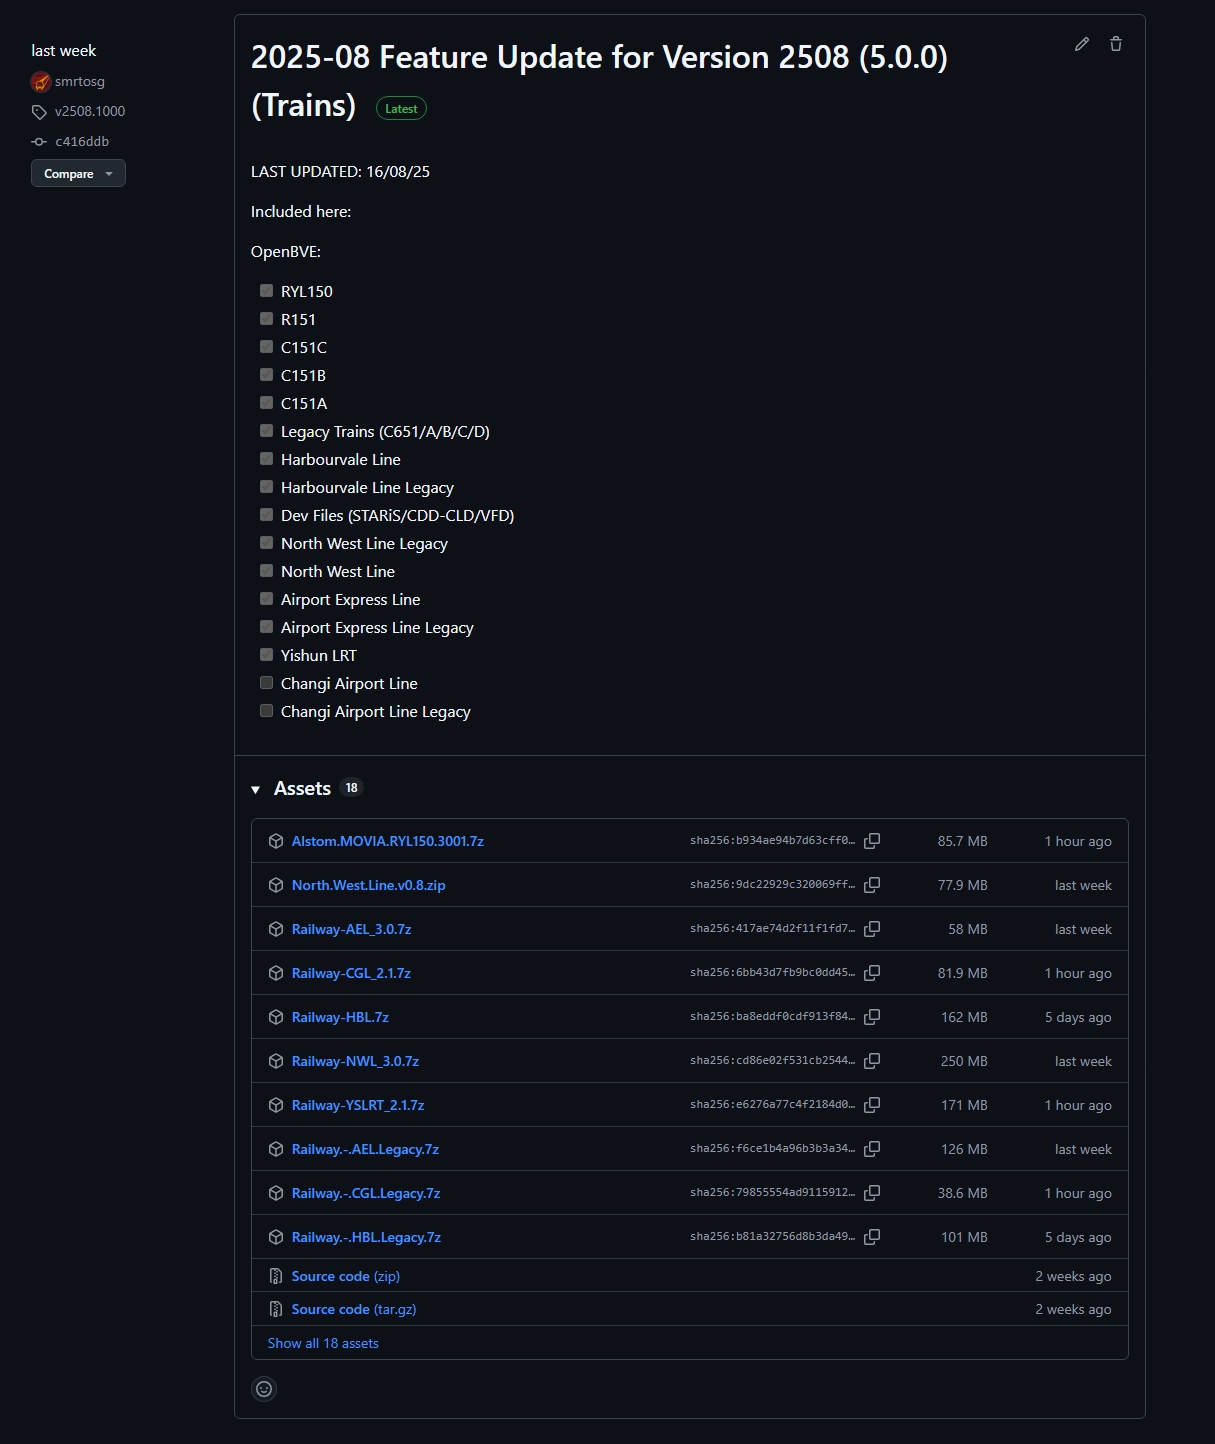 last week
smrtosg
v2508.1000
c416ddb
Compare
2025-08 Feature Update for Version 2508 (5.0.0)
(Trains) Latest
LAST UPDATED: 16/08/25
Included here:
OpenBVE:
RYL150
R151
C151C
C151B
C151A
Legacy Trains (C651/A/B/C/D)
Harbourvale Line
Harbourvale Line Legacy
Dev Files (STARiS/CDD-CLD/VFD)
North West Line Legacy
North West Line
Airport Express Line
Airport Express Line Legacy
Yishun LRT
Changi Airport Line
Changi Airport Line Legacy
Assets 18
Alstom.MOVIA.RYL150.3001.7z sha256:b934ae94b7d63cff0… 85.7 MB 1 hour ago
North.West.Line.v0.8.zip sha256:9dc22929c320069ff… 77.9 MB last week
Railway-AEL_3.0.7z sha256:417ae74d2f11f1fd7… 58 MB last week
Railway-CGL_2.1.7z sha256:6bb43d7fb9bc0dd45… 81.9 MB 1 hour ago
Railway-HBL.7z sha256:ba8eddf0cdf913f84… 162 MB 5 days ago
Railway-NWL_3.0.7z sha256:cd86e02f531cb2544… 250 MB last week
Railway-YSLRT_2.1.7z sha256:e6276a77c4f2184d0… 171 MB 1 hour ago
Railway.-.AEL.Legacy.7z sha256:f6ce1b4a96b3b3a34… 126 MB last week
Railway.-.CGL.Legacy.7z sha256:79855554ad9115912… 38.6 MB 1 hour ago
Railway.-.HBL.Legacy.7z sha256:b81a32756d8b3da49… 101 MB 5 days ago
Source code (zip) 2 weeks ago
Source code (tar.gz) 2 weeks ago
Show all 18 assets